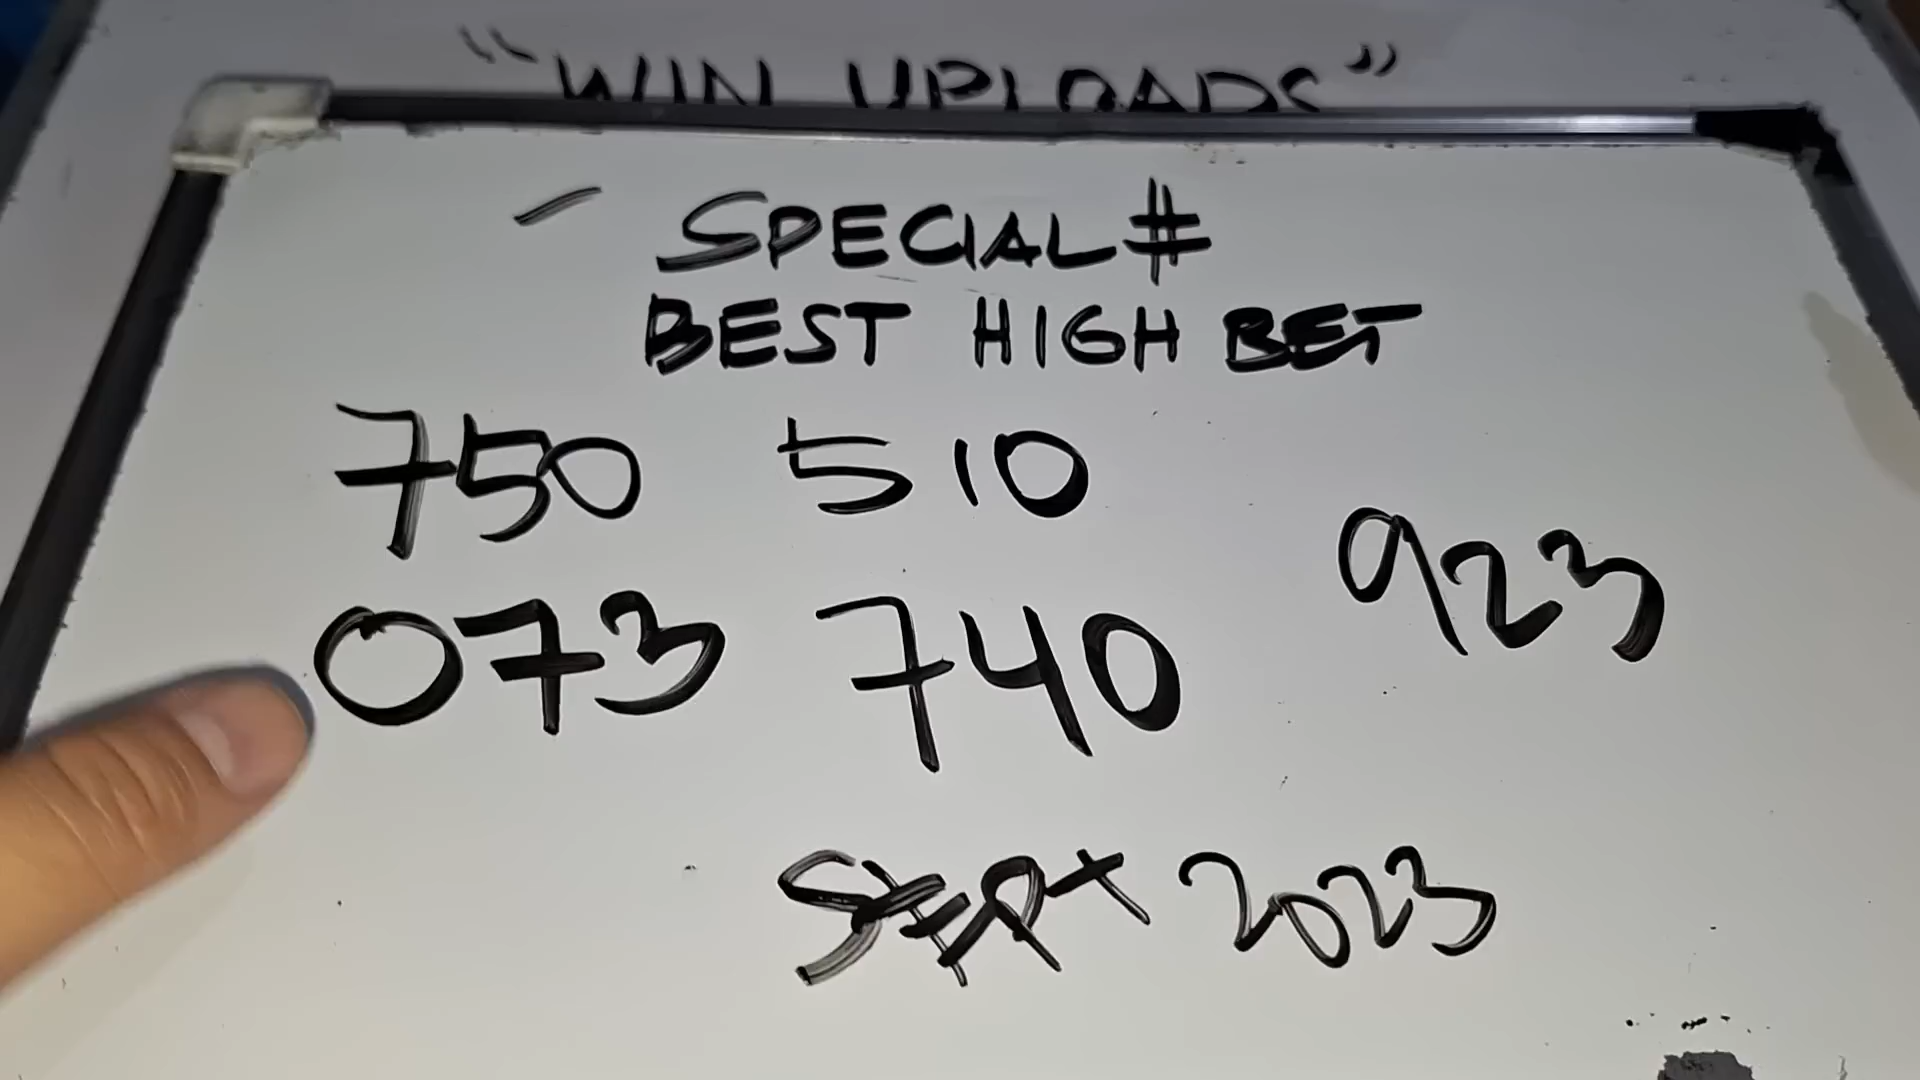 "WIN UPLOADS"
SPECIAL #
BEST HIGH BET
750 510
923
073 740
SEPT 2023